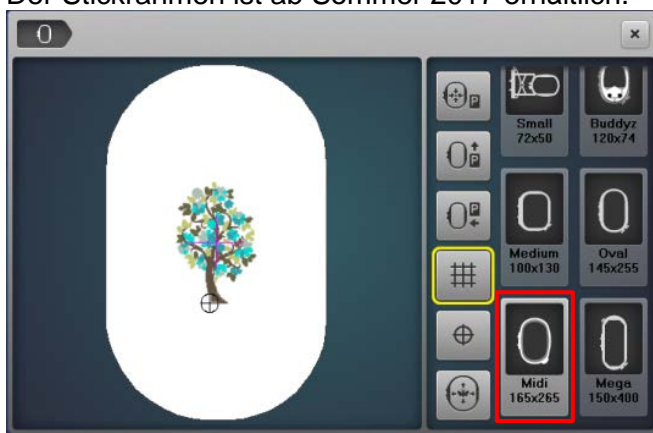 Der Stickrahmen ist ab Sommer 2017 erhältlich.
Small
72x50
Buddyz
120x74
Medium
100x130
Oval
145x255
Midi
165x265
Mega
150x400
P
P
P